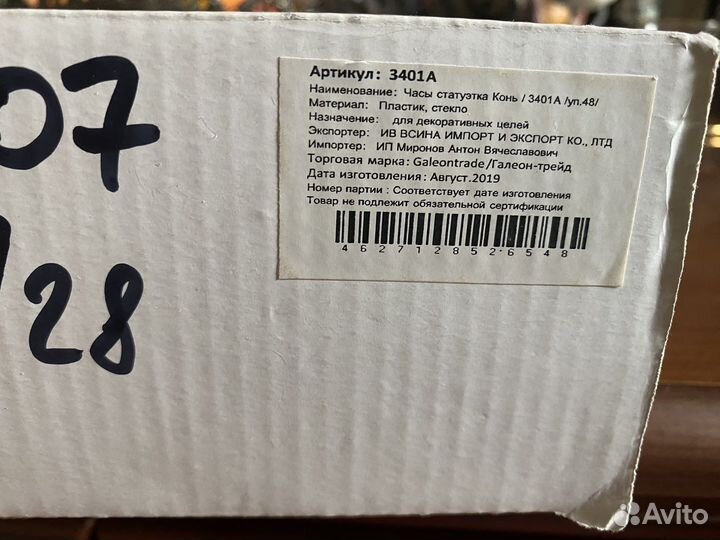 07
28
Артикул: 3401А
Наименование: Часы статуэтка Конь / 3401А /уп.48/
Материал: Пластик, стекло
Назначение: для декоративных целей
Экспортер: ИВ ВСИНА ИМПОРТ И ЭКСПОРТ КО., ЛТД
Импортер: ИП Миронов Антон Вячеславович
Торговая марка: Galeontrade/Галеон-трейд
Дата изготовления: Август.2019
Номер партии : Соответствует дате изготовления
Товар не подлежит обязательной сертификации
4627128526548
Avito